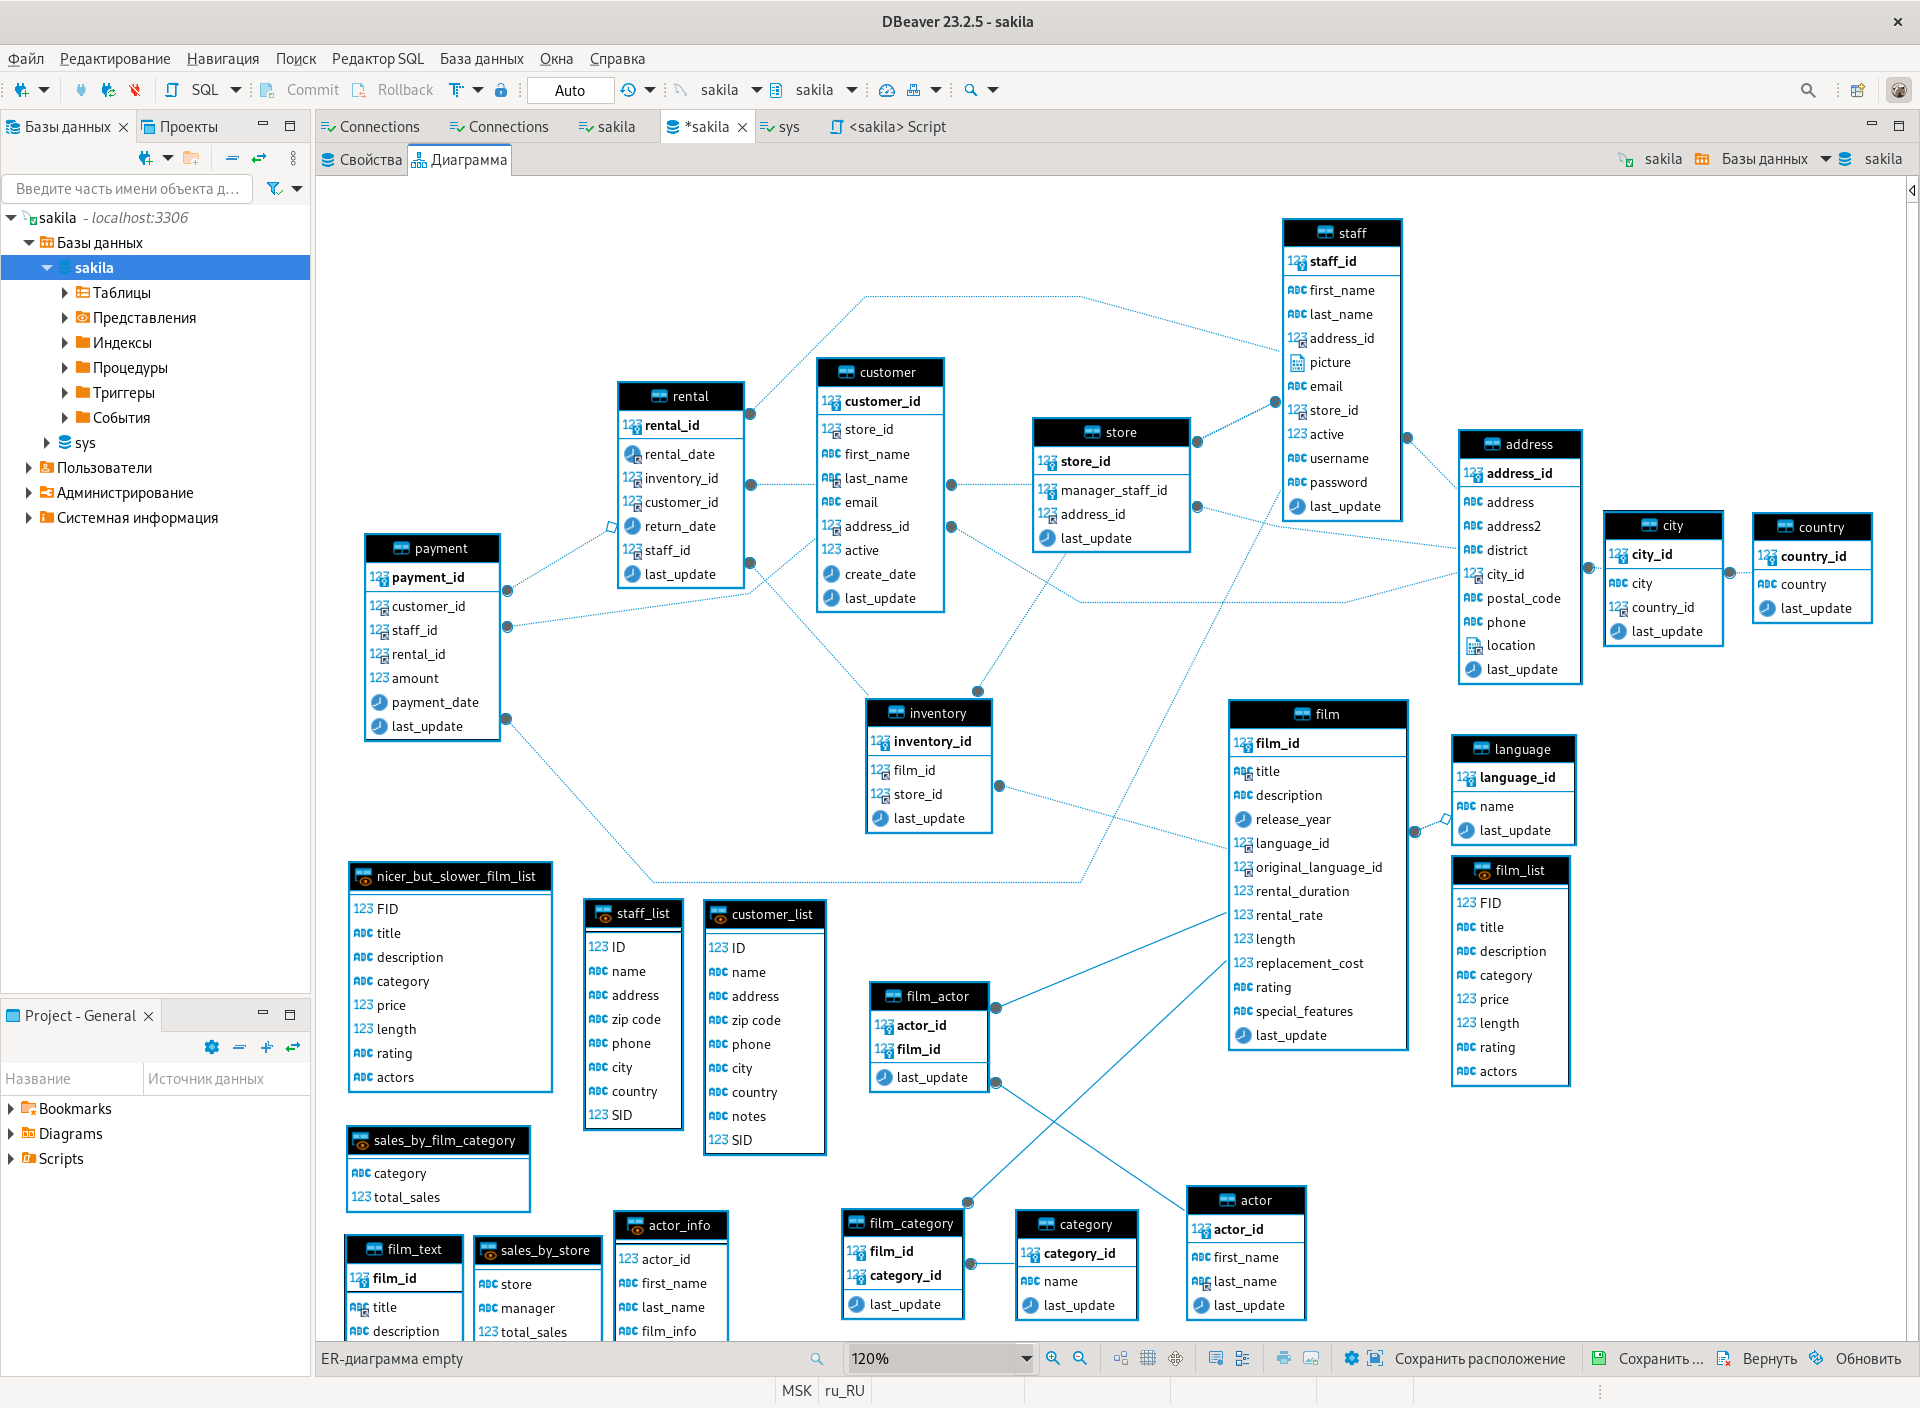 DBeaver 23.2.5 - sakila
Файл Редактирование Навигация Поиск Редактор SQL База данных Окна Справка
SQL Commit Rollback Auto sakila sakila
Базы данных Проекты
Connections Connections sakila *sakila sys <sakila> Script
Свойства Диаграмма sakila Базы данных sakila
Введите часть имени объекта д...
sakila - localhost:3306
Базы данных
sakila
Таблицы
Представления
Индексы
Процедуры
Триггеры
События
sys
Пользователи
Администрирование
Системная информация
Project - General
Название Источник данных
Bookmarks
Diagrams
Scripts
staff
staff_id
first_name
last_name
address_id
picture
email
store_id
active
username
password
last_update
customer
customer_id
store_id
first_name
last_name
email
address_id
active
create_date
last_update
rental
rental_id
rental_date
inventory_id
customer_id
return_date
staff_id
last_update
store
store_id
manager_staff_id
address_id
last_update
address
address_id
address
address2
district
city_id
postal_code
phone
location
last_update
city
city_id
city
country_id
last_update
country
country_id
country
last_update
payment
payment_id
customer_id
staff_id
rental_id
amount
payment_date
last_update
inventory
inventory_id
film_id
store_id
last_update
film
film_id
title
description
release_year
language_id
original_language_id
rental_duration
rental_rate
length
replacement_cost
rating
special_features
last_update
language
language_id
name
last_update
film_list
FID
title
description
category
price
length
rating
actors
nicer_but_slower_film_list
FID
title
description
category
price
length
rating
actors
staff_list
ID
name
address
zip code
phone
city
country
SID
customer_list
ID
name
address
zip code
phone
city
country
notes
SID
film_actor
actor_id
film_id
last_update
sales_by_film_category
category
total_sales
film_text
film_id
title
description
sales_by_store
store
manager
total_sales
actor_info
actor_id
first_name
last_name
film_info
film_category
film_id
category_id
last_update
category
category_id
name
last_update
actor
actor_id
first_name
last_name
last_update
ER-диаграмма empty 120% Сохранить расположение Сохранить ... Вернуть Обновить
MSK ru_RU